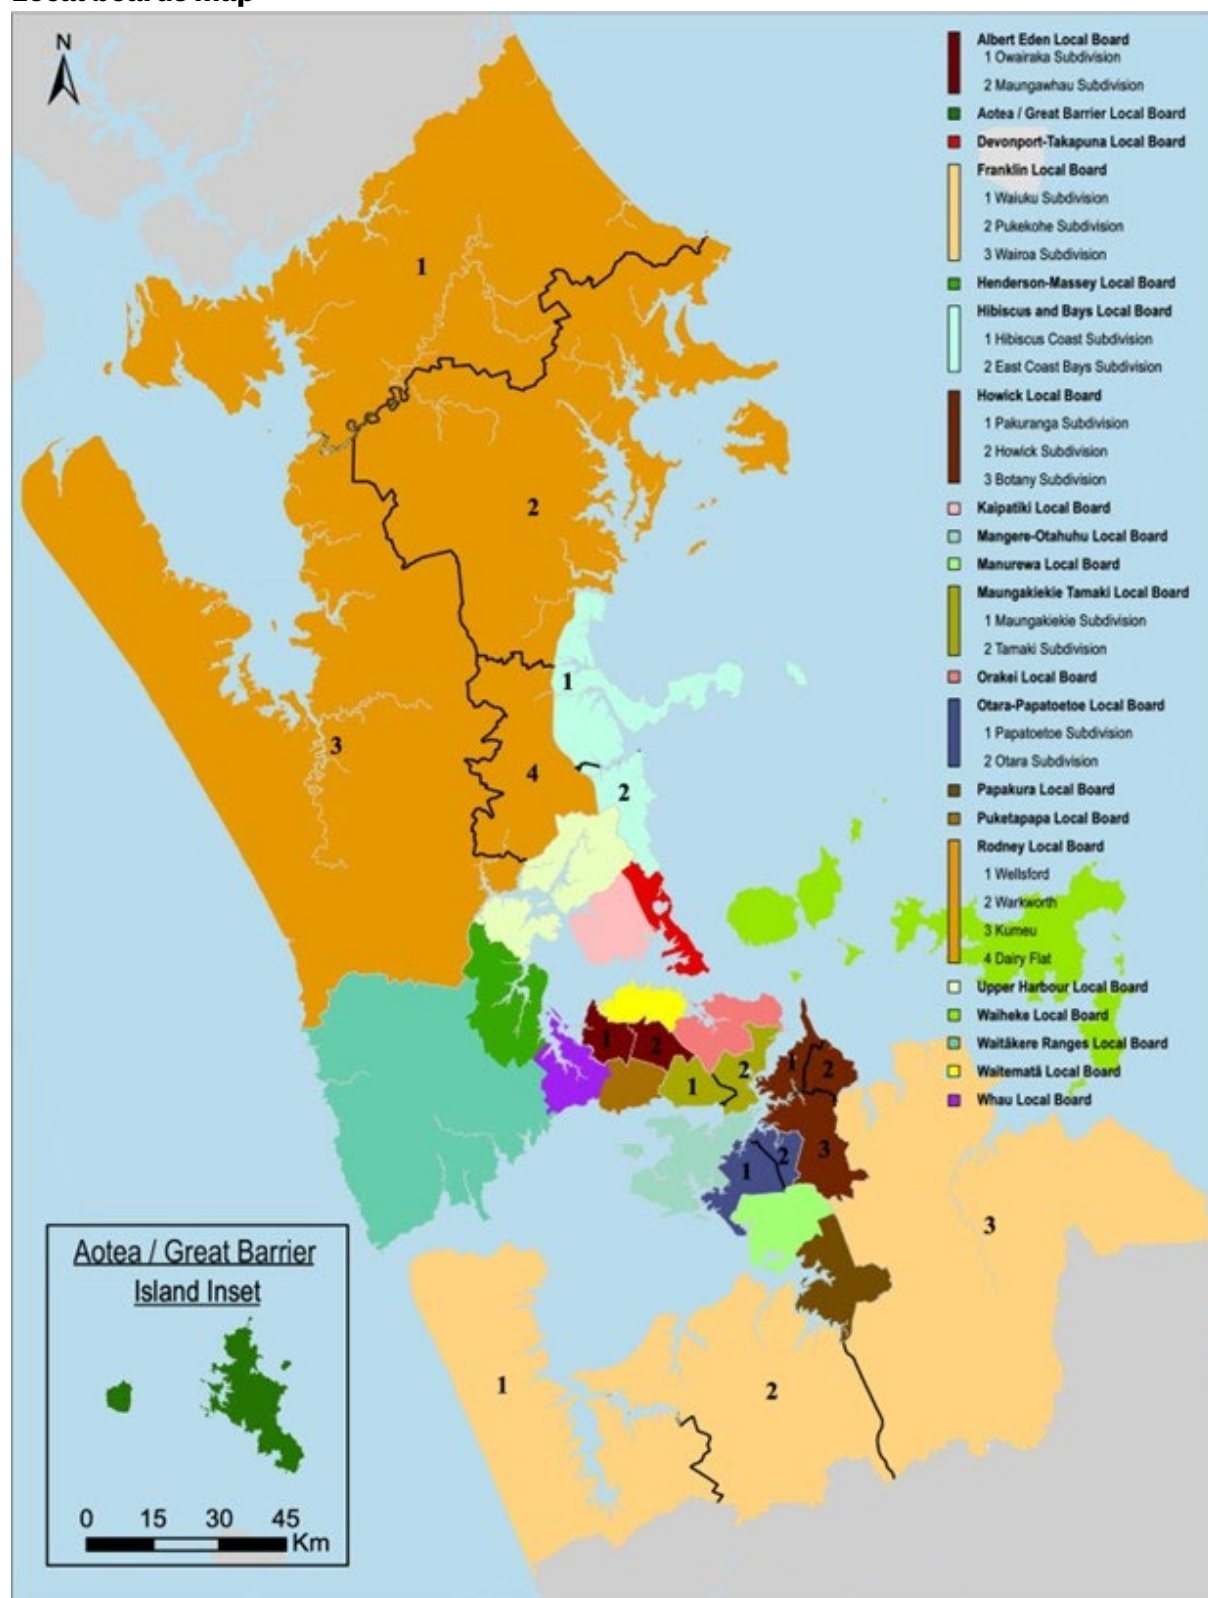 Local boards map
N
Albert Eden Local Board
1 Owairaka Subdivision
2 Maungawhau Subdivision
Aotea / Great Barrier Local Board
Devonport-Takapuna Local Board
Franklin Local Board
1 Waiuku Subdivision
2 Pukekohe Subdivision
3 Wairoa Subdivision
Henderson-Massey Local Board
Hibiscus and Bays Local Board
1 Hibiscus Coast Subdivision
2 East Coast Bays Subdivision
Howick Local Board
1 Pakuranga Subdivision
2 Howick Subdivision
3 Botany Subdivision
Kaipatiki Local Board
Mangere-Otahuhu Local Board
Manurewa Local Board
Maungakiekie Tamaki Local Board
1 Maungakiekie Subdivision
2 Tamaki Subdivision
Orakei Local Board
Otara-Papatoetoe Local Board
1 Papatoetoe Subdivision
2 Otara Subdivision
Papakura Local Board
Puketapapa Local Board
Rodney Local Board
1 Wellsford
2 Warkworth
3 Kumeu
4 Dairy Flat
Upper Harbour Local Board
Waiheke Local Board
Waitākere Ranges Local Board
Waitematā Local Board
Whau Local Board
1
2
1
3
4
2
1
2
1
2
1
2
3
2
1
3
1
2
Aotea / Great Barrier
Island Inset
0 15 30 45
Km